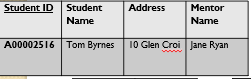 Student ID Student Name Address Mentor Name
A00002516 Tom Byrnes 10 Glen Croi Jane Ryan